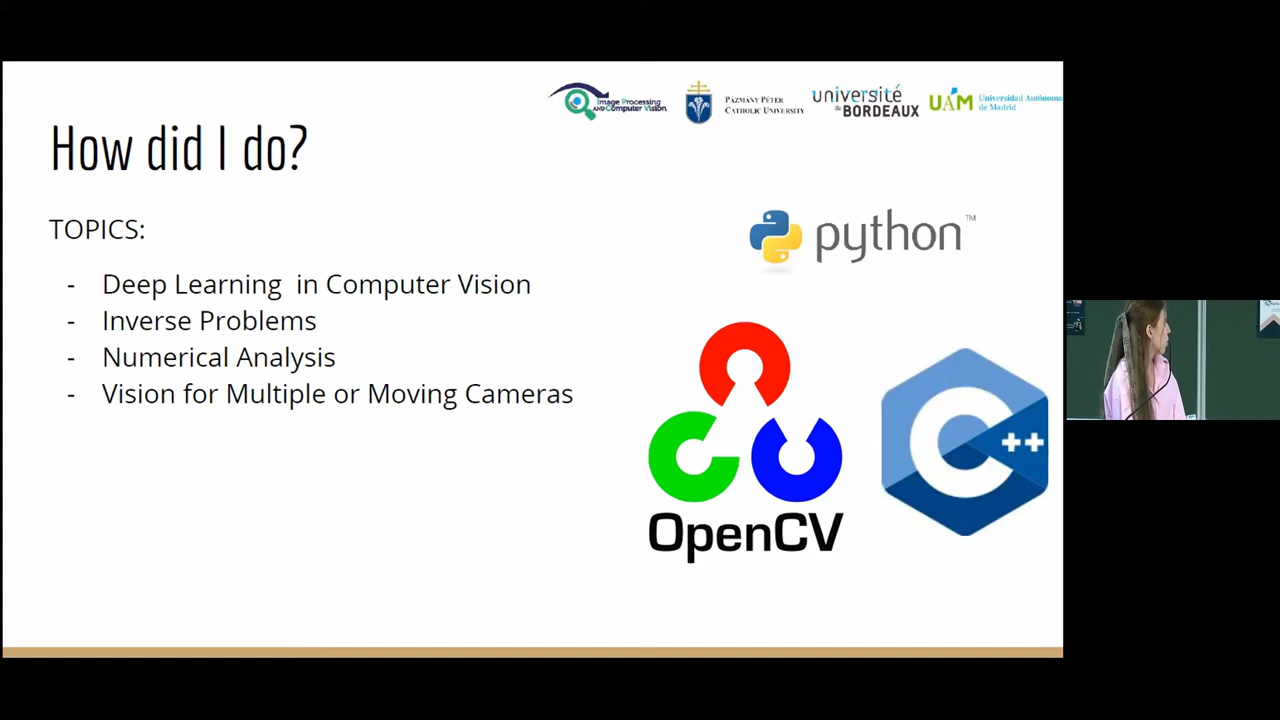 Image Processing
and Computer Vision
PÁZMÁNY PÉTER
CATHOLIC UNIVERSITY
université
de BORDEAUX
UAM
Universidad Autónoma
de Madrid
How did I do?
TOPICS:
python™
- Deep Learning in Computer Vision
- Inverse Problems
- Numerical Analysis
- Vision for Multiple or Moving Cameras
C++
OpenCV